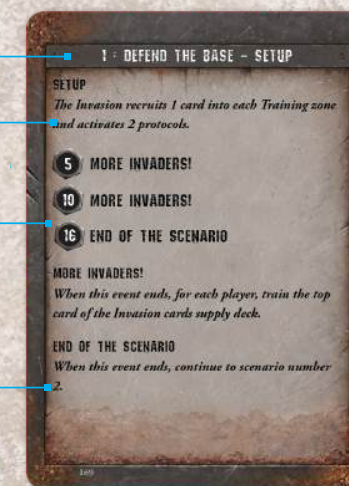 1 : DEFEND THE BASE – SETUP
SETUP
The Invasion recruits 1 card into each Training zone
and activates 2 protocols.
5 MORE INVADERS!
10 MORE INVADERS!
16 END OF THE SCENARIO
MORE INVADERS!
When this event ends, for each player, train the top
card of the Invasion cards supply deck.
END OF THE SCENARIO
When this event ends, continue to scenario number
2.
169